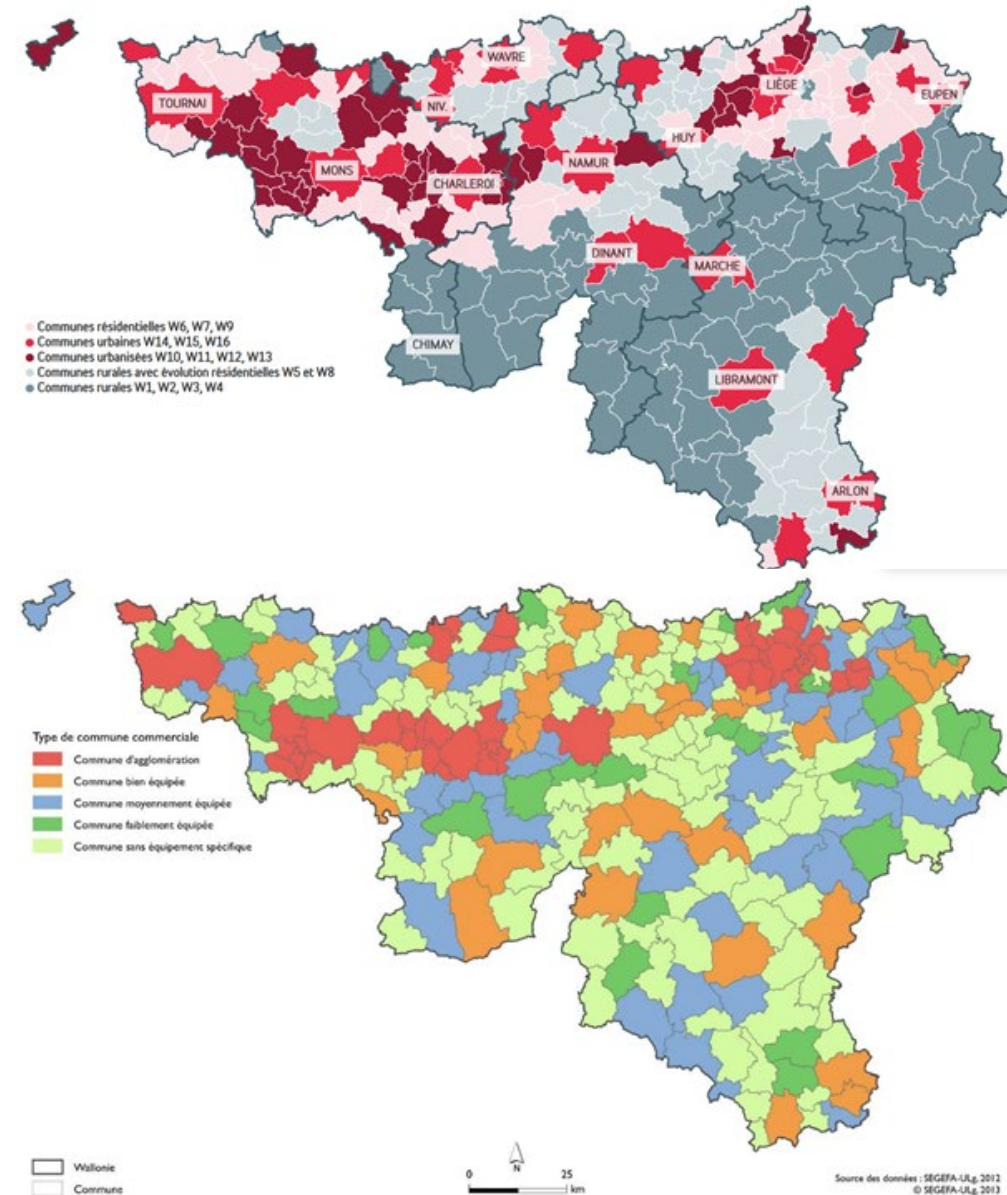 WAVRE
TOURNAI
NIV.
LIÈGE
EUPEN
HUY
MONS
NAMUR
CHARLEROI
DINANT
MARCHE
CHIMAY
LIBRAMONT
ARLON
Communes résidentielles W6, W7, W9
Communes urbaines W14, W15, W16
Communes urbanisées W10, W11, W12, W13
Communes rurales avec évolution résidentielles W5 et W8
Communes rurales W1, W2, W3, W4
Type de commune commerciale
Commune d'agglomération
Commune bien équipée
Commune moyennement équipée
Commune faiblement équipée
Commune sans équipement spécifique
Wallonie
Commune
N
0 25
km
Source des données : SEGEFA-ULg, 2013
© SEGEFA-ULg, 2013